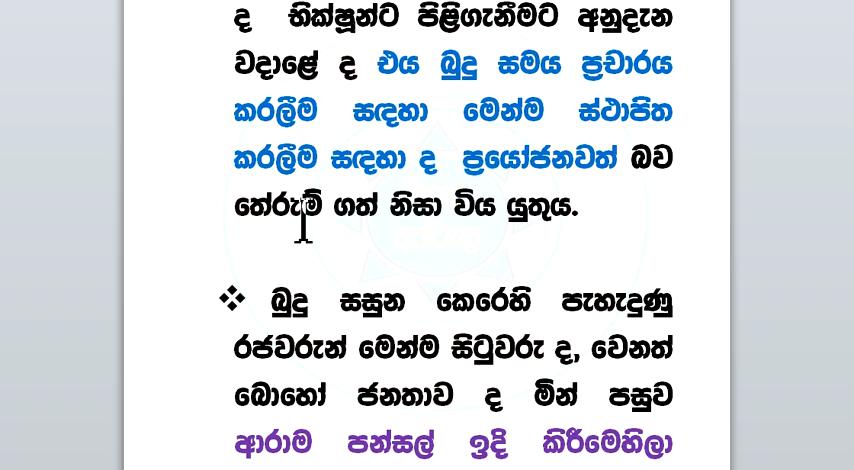 ද භික්ෂූන්ට පිළිගැනීමට අනුදැන
වදාළේ ද එය බුදු සමය ප්‍රචාරය
කරලීම සඳහා මෙන්ම ස්ථාපිත
කරලීම සඳහා ද ප්‍රයෝජනවත් බව
තේරුම් ගත් නිසා විය යුතුය.
❖ බුදු සසුන කෙරෙහි පැහැදුණු
රජවරුන් මෙන්ම සිටුවරු ද, වෙනත්
බොහෝ ජනතාව ද මින් පසුව
ආරාම පන්සල් ඉදි කිරීමෙහිලා